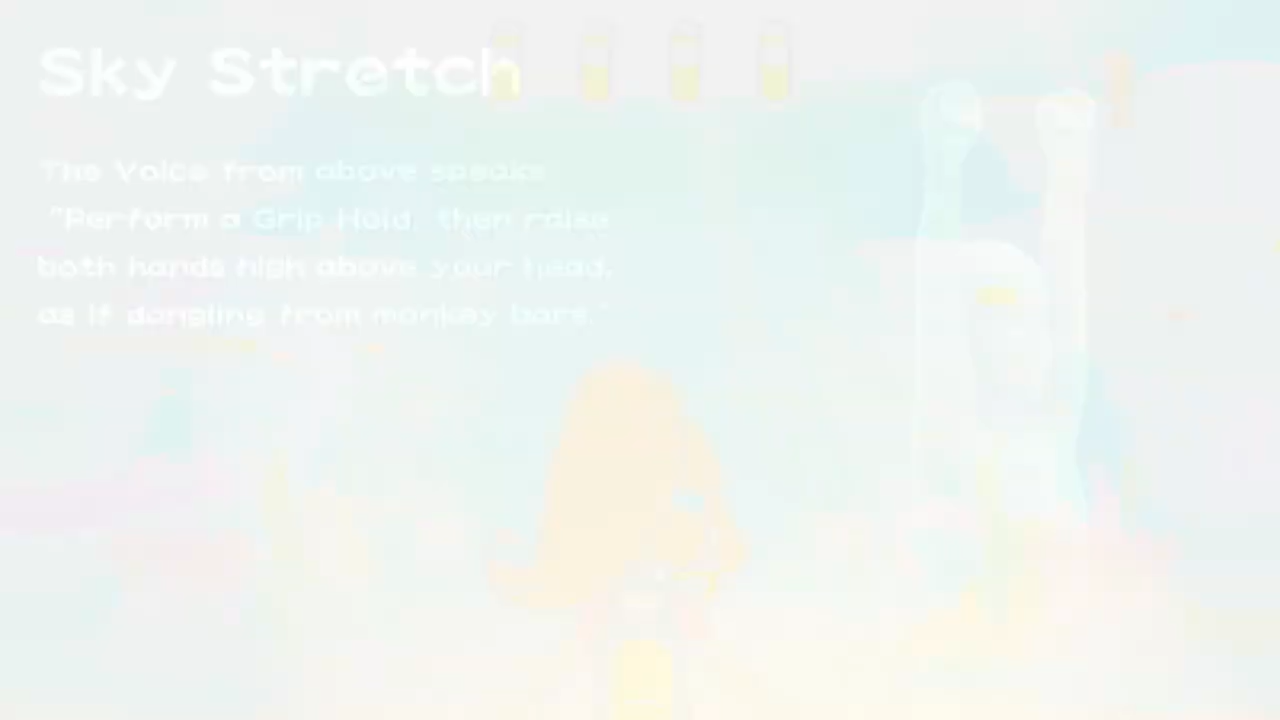 Sky Stretch
The Voice from above speaks
"Perform a Grip Hold, then raise
both hands high above your head,
as if dangling from monkey bars."